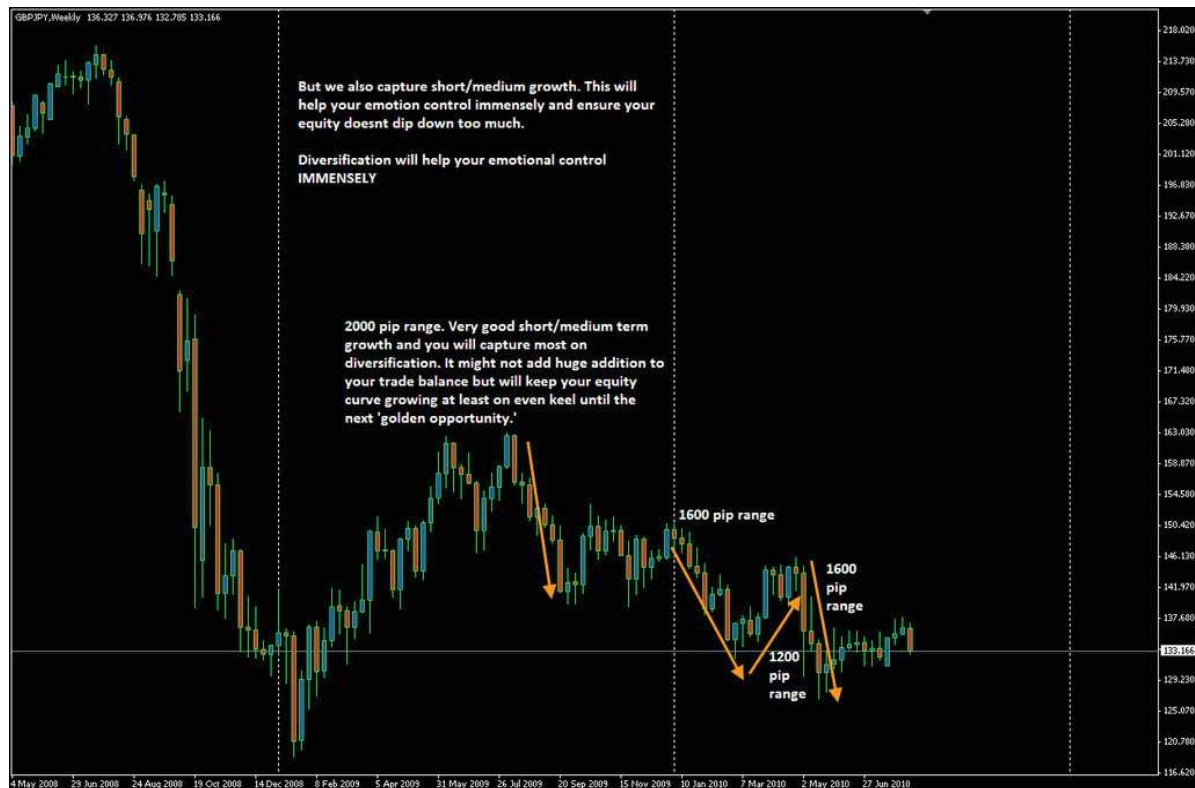 GBPJPY,Weekly 136.327 136.976 132.785 133.166
But we also capture short/medium growth. This will
help your emotion control immensely and ensure your
equity doesnt dip down too much.
Diversification will help your emotional control
IMMENSELY
2000 pip range. Very good short/medium term
growth and you will capture most on
diversification. It might not add huge addition to
your trade balance but will keep your equity
curve growing at least on even keel until the
next 'golden opportunity.'
1600 pip range
1600
pip
range
1200
pip
range
218.020
213.730
209.570
205.280
201.120
196.830
192.670
188.380
184.220
179.930
175.770
171.480
167.320
163.030
158.870
154.580
150.420
146.130
141.970
137.680
133.166
129.230
125.070
120.780
116.620
4 May 2008 29 Jun 2008 24 Aug 2008 19 Oct 2008 14 Dec 2008 8 Feb 2009 5 Apr 2009 31 May 2009 26 Jul 2009 20 Sep 2009 15 Nov 2009 10 Jan 2010 7 Mar 2010 2 May 2010 27 Jun 2010